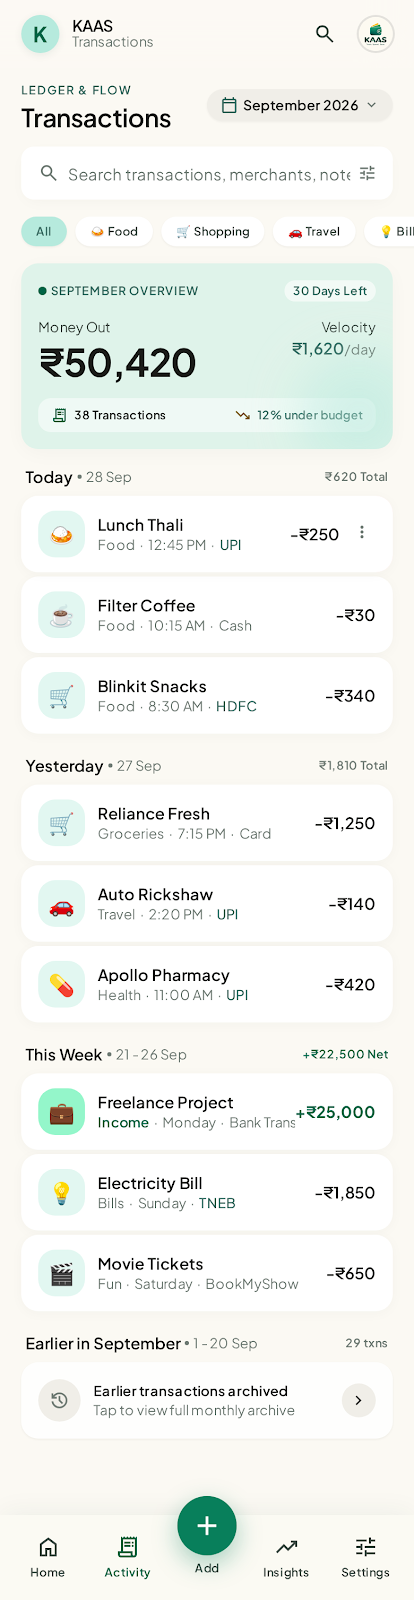 K
KAAS
Transactions
KAAS
LEDGER & FLOW
Transactions
September 2026
Search transactions, merchants, note
All
Food
Shopping
Travel
Bill
SEPTEMBER OVERVIEW
30 Days Left
Money Out
Velocity
₹50,420
₹1,620/day
38 Transactions
12% under budget
Today • 28 Sep
₹620 Total
Lunch Thali
-₹250
Food · 12:45 PM · UPI
Filter Coffee
-₹30
Food · 10:15 AM · Cash
Blinkit Snacks
-₹340
Food · 8:30 AM · HDFC
Yesterday • 27 Sep
₹1,810 Total
Reliance Fresh
-₹1,250
Groceries · 7:15 PM · Card
Auto Rickshaw
-₹140
Travel · 2:20 PM · UPI
Apollo Pharmacy
-₹420
Health · 11:00 AM · UPI
This Week • 21 - 26 Sep
+₹22,500 Net
Freelance Project
+₹25,000
Income · Monday · Bank Trans
Electricity Bill
-₹1,850
Bills · Sunday · TNEB
Movie Tickets
-₹650
Fun · Saturday · BookMyShow
Earlier in September • 1 - 20 Sep
29 txns
Earlier transactions archived
Tap to view full monthly archive
Home
Activity
Add
Insights
Settings